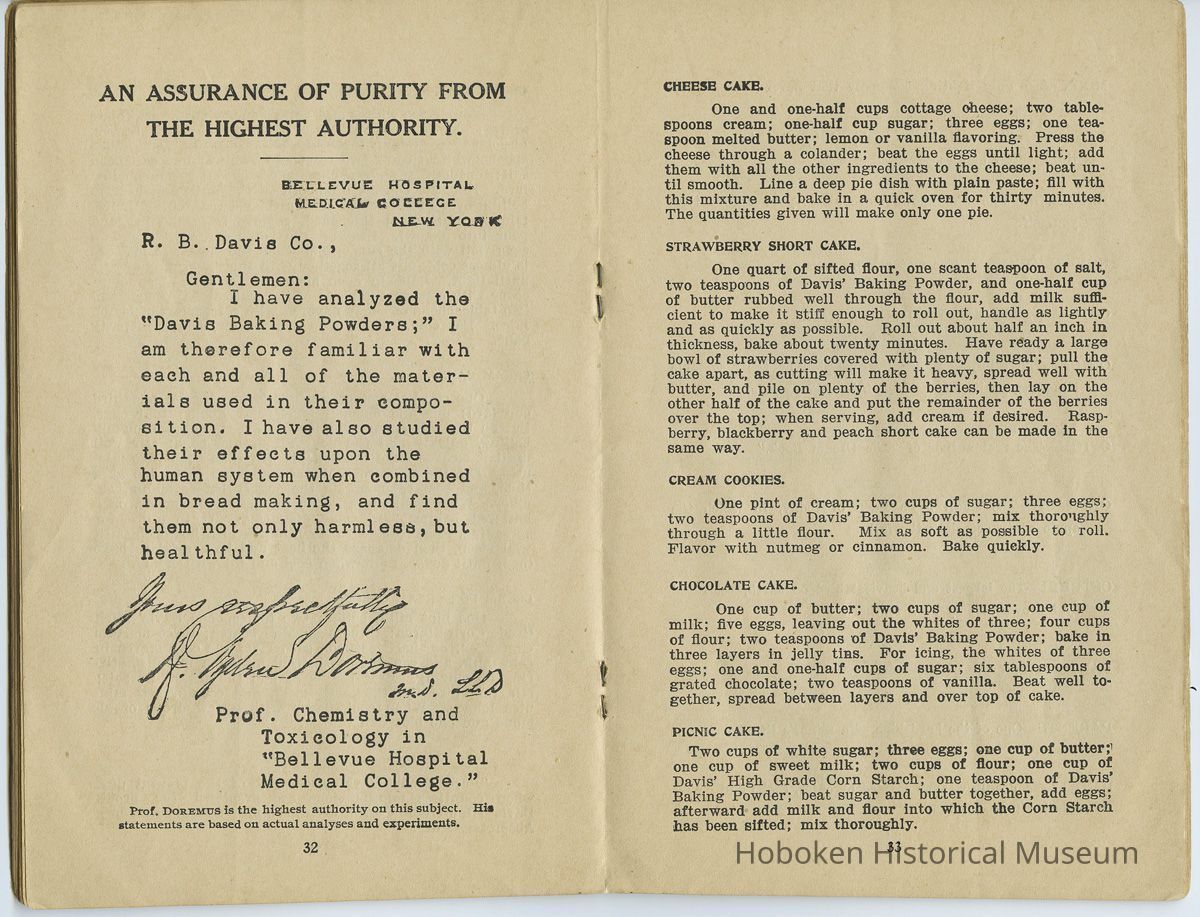 AN ASSURANCE OF PURITY FROM
THE HIGHEST AUTHORITY.
BELLEVUE HOSPITAL
MEDICAL COLLEGE
NEW YORK
R. B. Davis Co.,
Gentlemen:
I have analyzed the
"Davis Baking Powders;" I
am therefore familiar with
each and all of the mater-
ials used in their compo-
sition. I have also studied
their effects upon the
human system when combined
in bread making, and find
them not only harmless, but
healthful.
Yours respectfully
R. Ogden Doremus
M.D. LLD
Prof. Chemistry and
Toxicology in
"Bellevue Hospital
Medical College."
Prof. DOREMUS is the highest authority on this subject. His
statements are based on actual analyses and experiments.
32
CHEESE CAKE.
One and one-half cups cottage cheese; two table-
spoons cream; one-half cup sugar; three eggs; one tea-
spoon melted butter; lemon or vanilla flavoring. Press the
cheese through a colander; beat the eggs until light; add
them with all the other ingredients to the cheese; beat un-
til smooth. Line a deep pie dish with plain paste; fill with
this mixture and bake in a quick oven for thirty minutes.
The quantities given will make only one pie.
STRAWBERRY SHORT CAKE.
One quart of sifted flour, one scant teaspoon of salt,
two teaspoons of Davis' Baking Powder, and one-half cup
of butter rubbed well through the flour, add milk suffi-
cient to make it stiff enough to roll out, handle as lightly
and as quickly as possible. Roll out about half an inch in
thickness, bake about twenty minutes. Have ready a large
bowl of strawberries covered with plenty of sugar; pull the
cake apart, as cutting will make it heavy, spread well with
butter, and pile on plenty of the berries, then lay on the
other half of the cake and put the remainder of the berries
over the top; when serving, add cream if desired. Rasp-
berry, blackberry and peach short cake can be made in the
same way.
CREAM COOKIES.
One pint of cream; two cups of sugar; three eggs;
two teaspoons of Davis' Baking Powder; mix thoroughly
through a little flour. Mix as soft as possible to roll.
Flavor with nutmeg or cinnamon. Bake quickly.
CHOCOLATE CAKE.
One cup of butter; two cups of sugar; one cup of
milk; five eggs, leaving out the whites of three; four cups
of flour; two teaspoons of Davis' Baking Powder; bake in
three layers in jelly tins. For icing, the whites of three
eggs; one and one-half cups of sugar; six tablespoons of
grated chocolate; two teaspoons of vanilla. Beat well to-
gether, spread between layers and over top of cake.
PICNIC CAKE.
Two cups of white sugar; three eggs; one cup of butter;
one cup of sweet milk; two cups of flour; one cup of
Davis' High Grade Corn Starch; one teaspoon of Davis'
Baking Powder; beat sugar and butter together, add eggs;
afterward add milk and flour into which the Corn Starch
has been sifted; mix thoroughly.
33
Hoboken Historical Museum